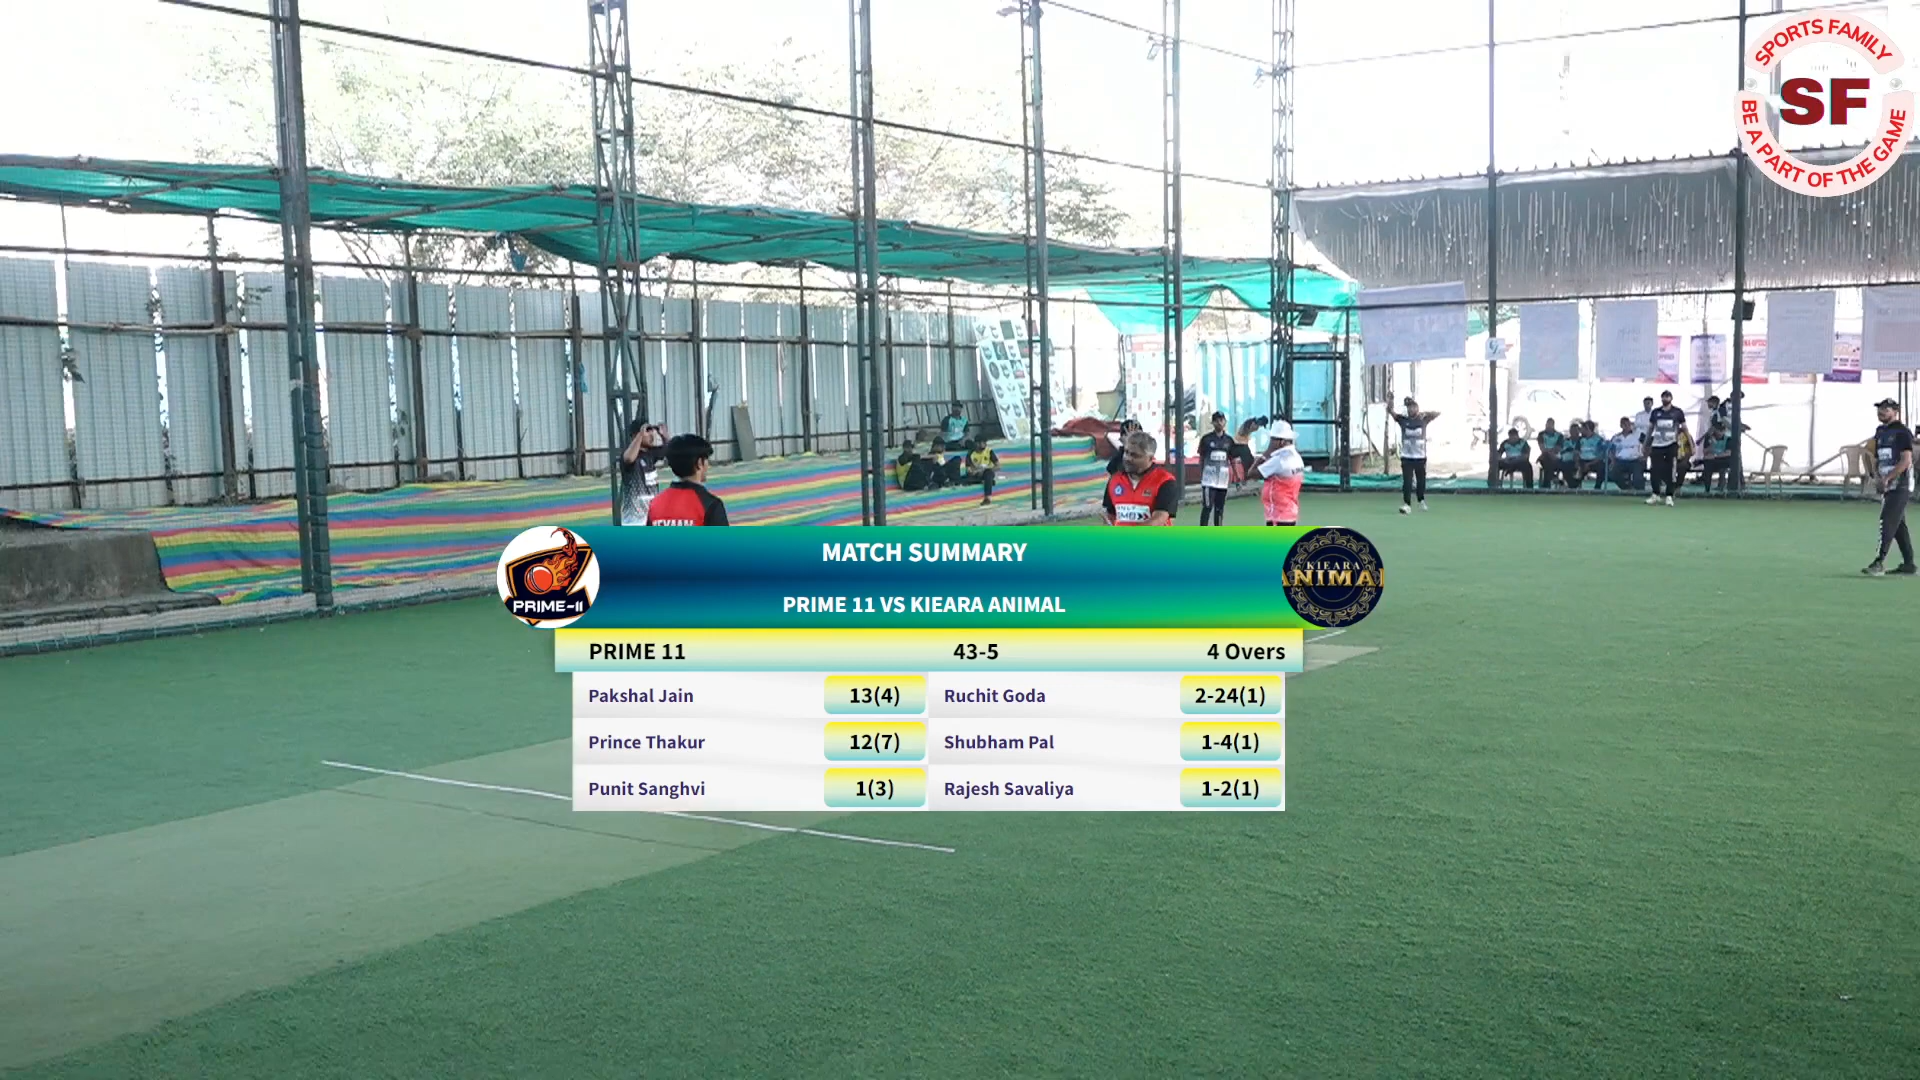 SPORTS FAMILY
SF
BE A PART OF THE GAME
MATCH SUMMARY
PRIME 11 VS KIEARA ANIMAL
PRIME-11
KIEARA
ANIMAL
PRIME 11 43-5 4 Overs
Pakshal Jain 13(4) Ruchit Goda 2-24(1)
Prince Thakur 12(7) Shubham Pal 1-4(1)
Punit Sanghvi 1(3) Rajesh Savaliya 1-2(1)